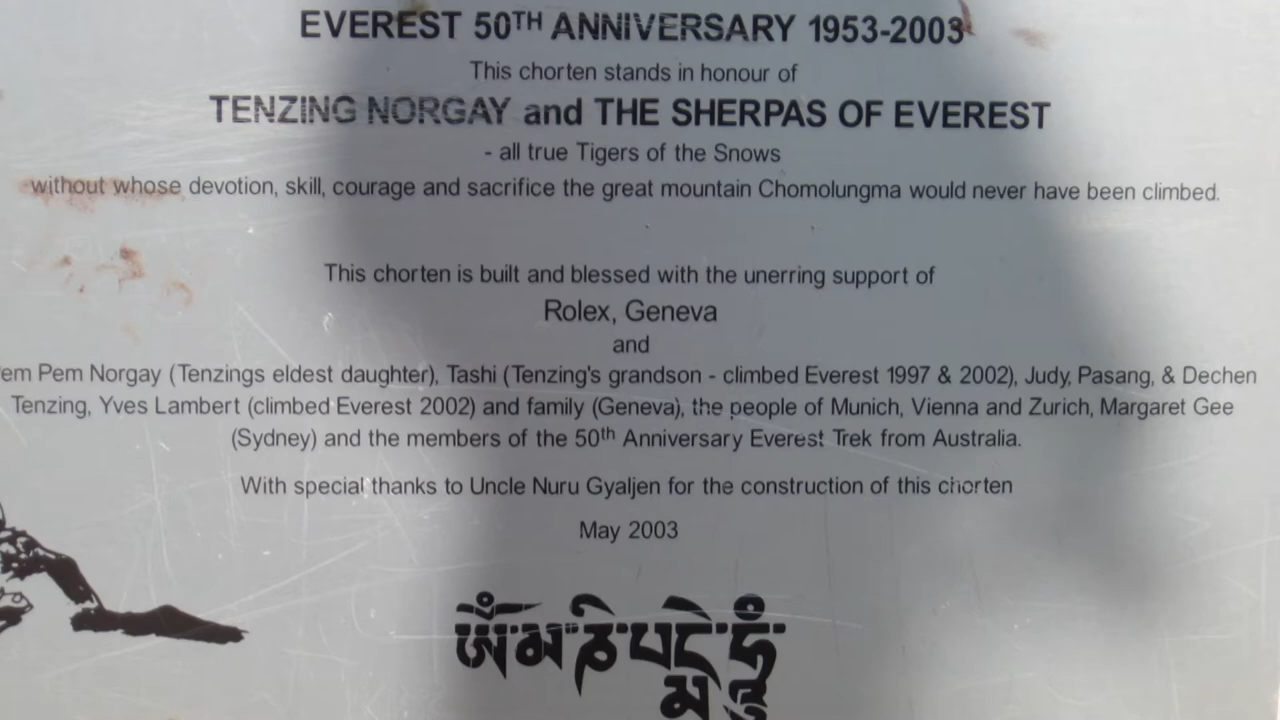 EVEREST 50TH ANNIVERSARY 1953-2003
This chorten stands in honour of
TENZING NORGAY and THE SHERPAS OF EVEREST
- all true Tigers of the Snows
without whose devotion, skill, courage and sacrifice the great mountain Chomolungma would never have been climbed.
This chorten is built and blessed with the unerring support of
Rolex, Geneva
and
em Pem Norgay (Tenzings eldest daughter), Tashi (Tenzing's grandson - climbed Everest 1997 & 2002), Judy, Pasang, & Dechen
Tenzing, Yves Lambert (climbed Everest 2002) and family (Geneva), the people of Munich, Vienna and Zurich, Margaret Gee
(Sydney) and the members of the 50th Anniversary Everest Trek from Australia.
With special thanks to Uncle Nuru Gyaljen for the construction of this chorten
May 2003
ༀ་མ་ཎི་པདྨེ་ཧཱུྃ་